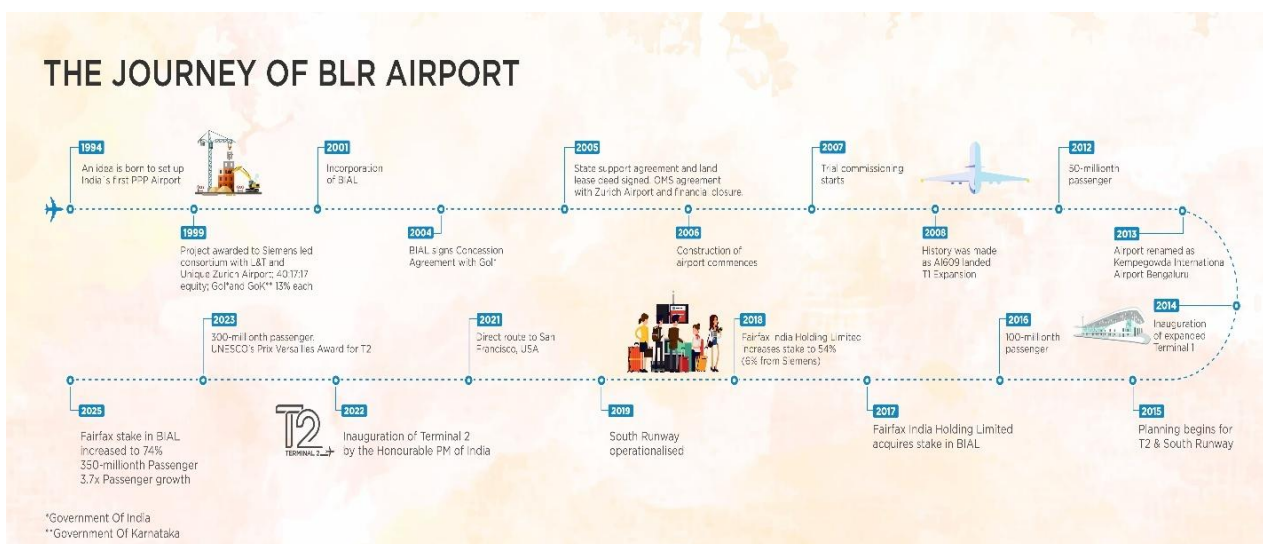 THE JOURNEY OF BLR AIRPORT
1994
An idea is born to set up
India's first PPP Airport
1999
Project awarded to Siemens led
consortium with L&T and
Unique Zurich Airport; 40:17:17
equity; GoI*and GoK** 13% each
2001
Incorporation
of BIAL
2004
BIAL signs Concession
Agreement with GoI*
2005
State support agreement and land
lease deed signed. OMS agreement
with Zurich Airport and financial closure.
2006
Construction of
airport commences
2007
Trial commissioning
starts
2008
History was made
as AI609 landed
T1 Expansion
2012
50-millionth
passenger
2013
Airport renamed as
Kempegowda International
Airport Bengaluru
2014
Inauguration
of expanded
Terminal 1
2015
Planning begins for
T2 & South Runway
2016
100-millionth
passenger
2017
Fairfax India Holding Limited
acquires stake in BIAL
2018
Fairfax India Holding Limited
increases stake to 54%
(6% from Siemens)
2019
South Runway
operationalised
2021
Direct route to San
Francisco, USA
2022
Inauguration of Terminal 2
by the Honourable PM of India
T2
TERMINAL 2
2023
300-millionth passenger.
UNESCO's Prix Versailles Award for T2
2025
Fairfax stake in BIAL
increased to 74%
350-millionth Passenger
3.7x Passenger growth
*Government Of India
**Government Of Karnataka